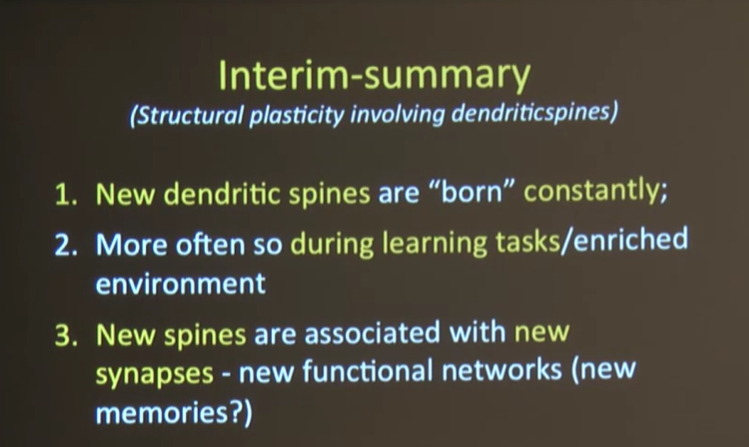 Interim-summary
(Structural plasticity involving dendriticspines)
1. New dendritic spines are “born” constantly;
2. More often so during learning tasks/enriched
environment
3. New spines are associated with new
synapses - new functional networks (new
memories?)